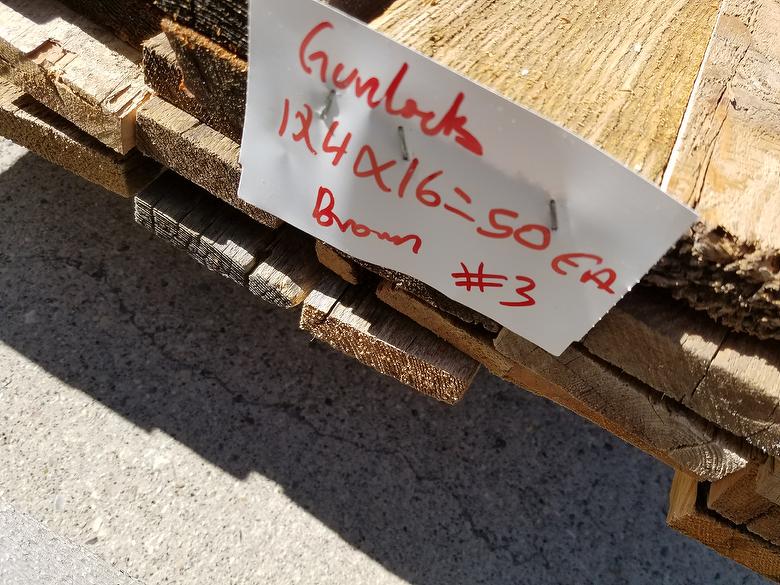 Gunlocks
1x4x16=50 EA
Brown #3